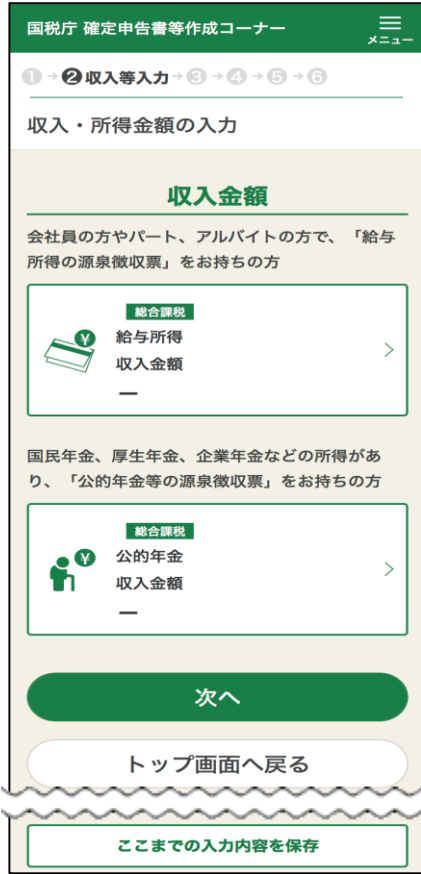 国税庁 確定申告書等作成コーナー
メニュー
1→2収入等入力→3→4→5→6
収入・所得金額の入力
収入金額
会社員の方やパート、アルバイトの方で、「給与
所得の源泉徴収票」をお持ちの方
総合課税
¥
給与所得
収入金額
ー
国民年金、厚生年金、企業年金などの所得があ
り、「公的年金等の源泉徴収票」をお持ちの方
総合課税
¥
公的年金
収入金額
ー
次へ
トップ画面へ戻る
ここまでの入力内容を保存